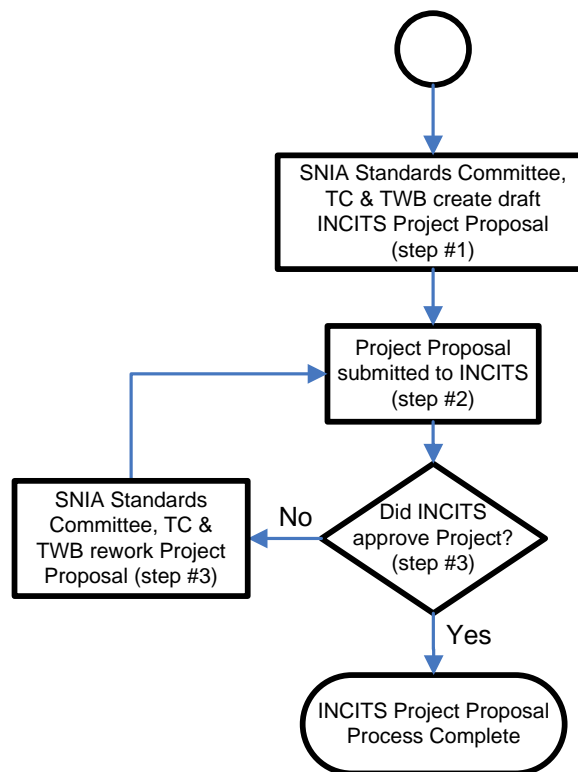 SNIA Standards Committee,
TC & TWB create draft
INCITS Project Proposal
(step #1)
Project Proposal
submitted to INCITS
(step #2)
Did INCITS
approve Project?
(step #3)
No
SNIA Standards
Committee, TC &
TWB rework Project
Proposal (step #3)
Yes
INCITS Project Proposal
Process Complete